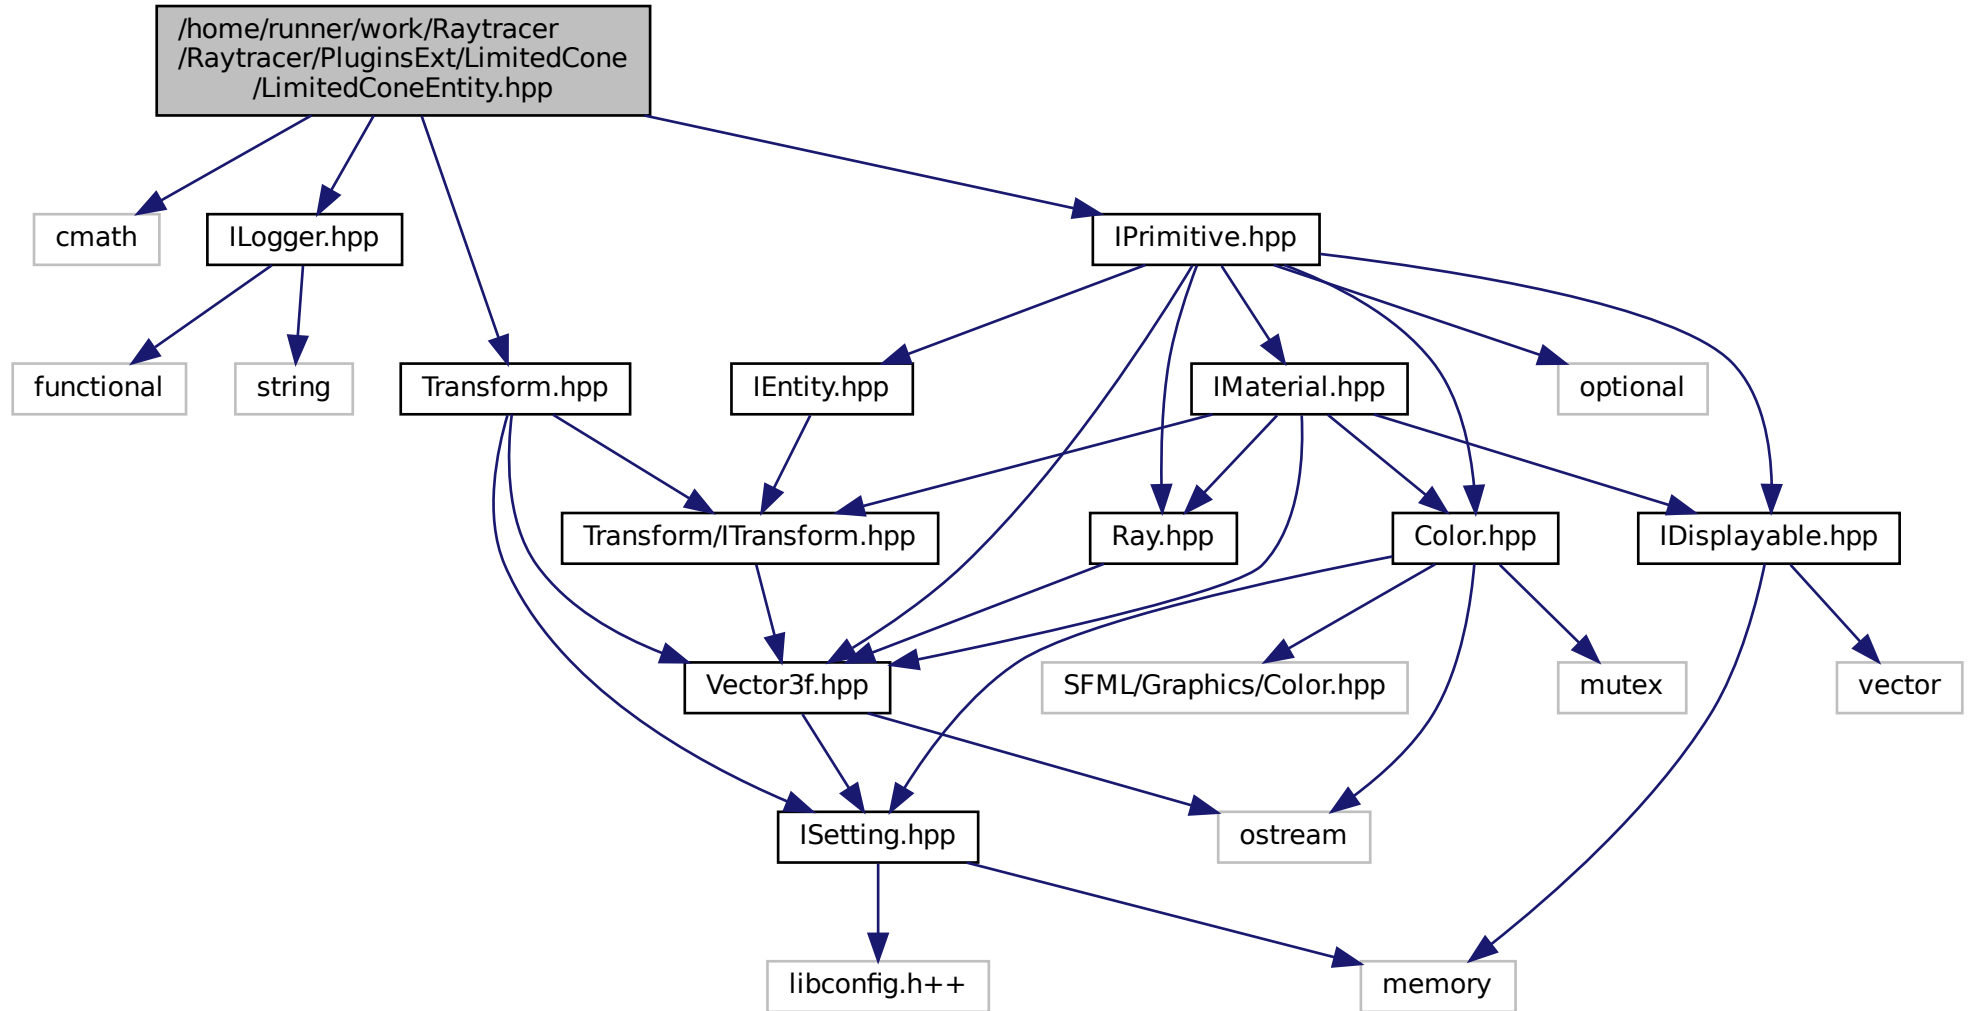 /home/runner/work/Raytracer
/Raytracer/PluginsExt/LimitedCone
/LimitedConeEntity.hpp
cmath
ILogger.hpp
IPrimitive.hpp
functional
string
Transform.hpp
IEntity.hpp
IMaterial.hpp
optional
Transform/ITransform.hpp
Ray.hpp
Color.hpp
IDisplayable.hpp
Vector3f.hpp
SFML/Graphics/Color.hpp
mutex
vector
ISetting.hpp
ostream
libconfig.h++
memory